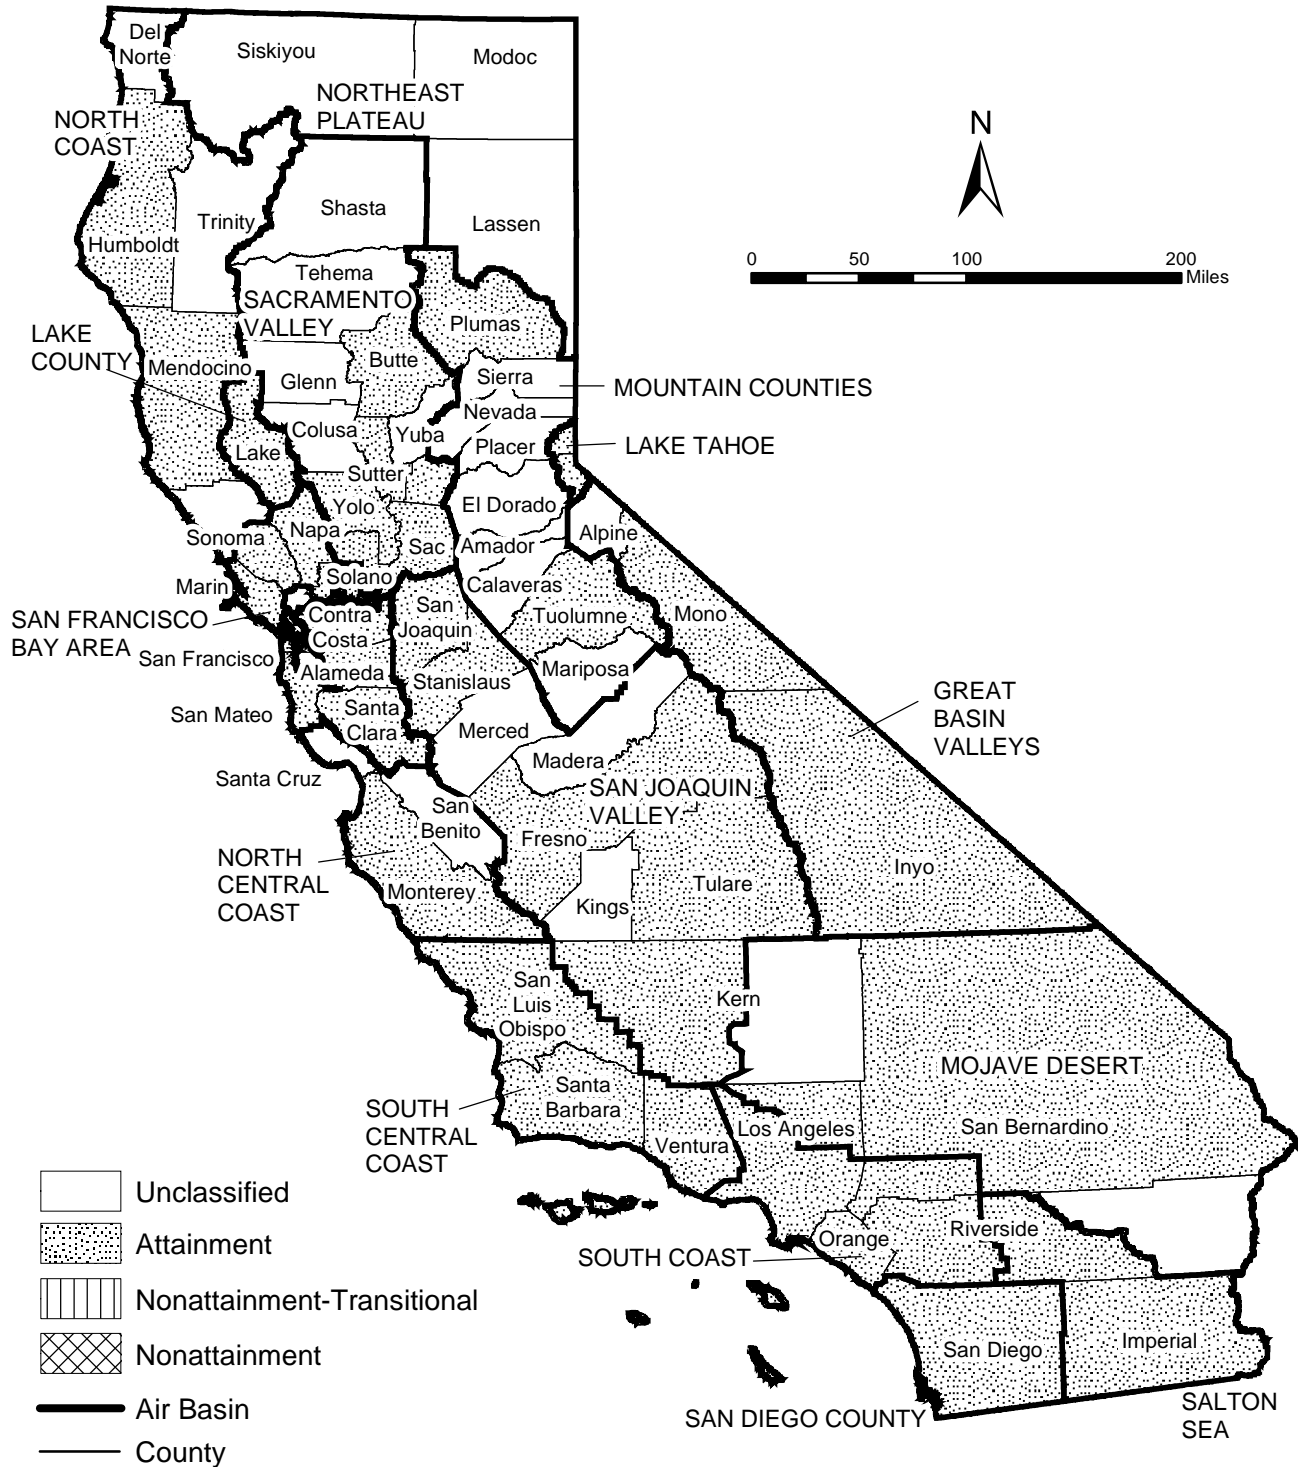 Del
Norte
Siskiyou
Modoc
NORTHEAST
PLATEAU
NORTH
COAST
N
Trinity
Shasta
Lassen
Humboldt
0 50 100 200
Miles
Tehema
SACRAMENTO
VALLEY
Plumas
LAKE
COUNTY
Mendocino
Butte
Glenn
Sierra
MOUNTAIN COUNTIES
Nevada
Colusa
Yuba
Placer
LAKE TAHOE
Lake
Sutter
El Dorado
Yolo
Napa
Sonoma
Sac
Amador
Alpine
Solano
Marin
Calaveras
San
Joaquin
Contra
Costa
Tuolumne
Mono
SAN FRANCISCO
BAY AREA
San Francisco
Alameda
Stanislaus
Mariposa
GREAT
BASIN
VALLEYS
San Mateo
Santa
Clara
Merced
Madera
Santa Cruz
SAN JOAQUIN
VALLEY
San
Benito
Fresno
NORTH
CENTRAL
COAST
Monterey
Kings
Tulare
Inyo
San
Luis
Obispo
Kern
MOJAVE DESERT
Santa
Barbara
SOUTH
CENTRAL
COAST
Ventura
Los Angeles
San Bernardino
Orange
Riverside
SOUTH COAST
San Diego
Imperial
SAN DIEGO COUNTY
SALTON
SEA
Unclassified
Attainment
Nonattainment-Transitional
Nonattainment
Air Basin
County